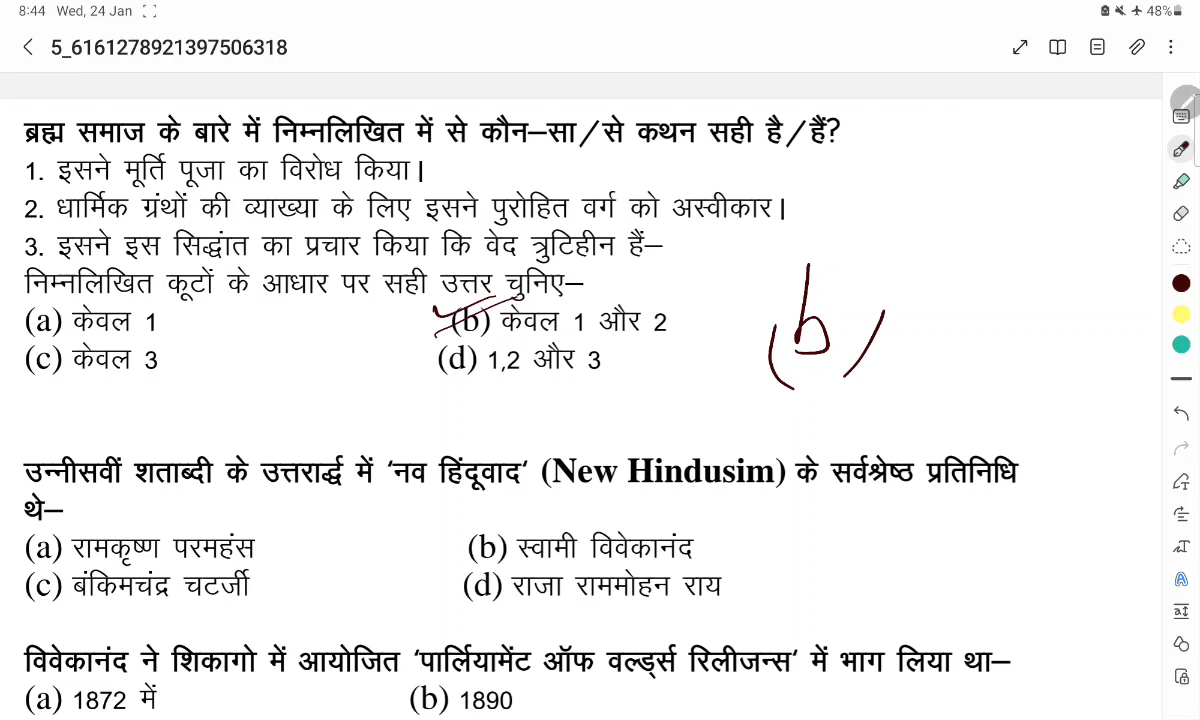 8:44 Wed, 24 Jan
48%
5_6161278921397506318
ब्रह्म समाज के बारे में निम्नलिखित में से कौन–सा/से कथन सही है/हैं?
1. इसने मूर्ति पूजा का विरोध किया।
2. धार्मिक ग्रंथों की व्याख्या के लिए इसने पुरोहित वर्ग को अस्वीकार।
3. इसने इस सिद्धांत का प्रचार किया कि वेद त्रुटिहीन हैं–
निम्नलिखित कूटों के आधार पर सही उत्तर चुनिए–
(a) केवल 1 (b) केवल 1 और 2
(c) केवल 3 (d) 1,2 और 3
(b)
उन्नीसवीं शताब्दी के उत्तरार्द्ध में ‘नव हिंदूवाद’ (New Hindusim) के सर्वश्रेष्ठ प्रतिनिधि
थे–
(a) रामकृष्ण परमहंस (b) स्वामी विवेकानंद
(c) बंकिमचंद्र चटर्जी (d) राजा राममोहन राय
विवेकानंद ने शिकागो में आयोजित ‘पार्लियामेंट ऑफ वर्ल्ड्स रिलीजन्स’ में भाग लिया था–
(a) 1872 में (b) 1890